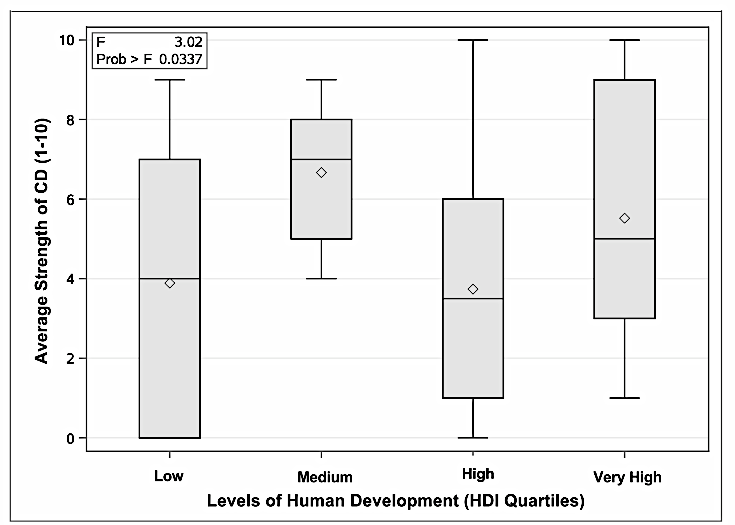 F 3.02
Prob > F 0.0337
10
8
6
4
2
0
Average Strength of CD (1-10)
Low Medium High Very High
Levels of Human Development (HDI Quartiles)